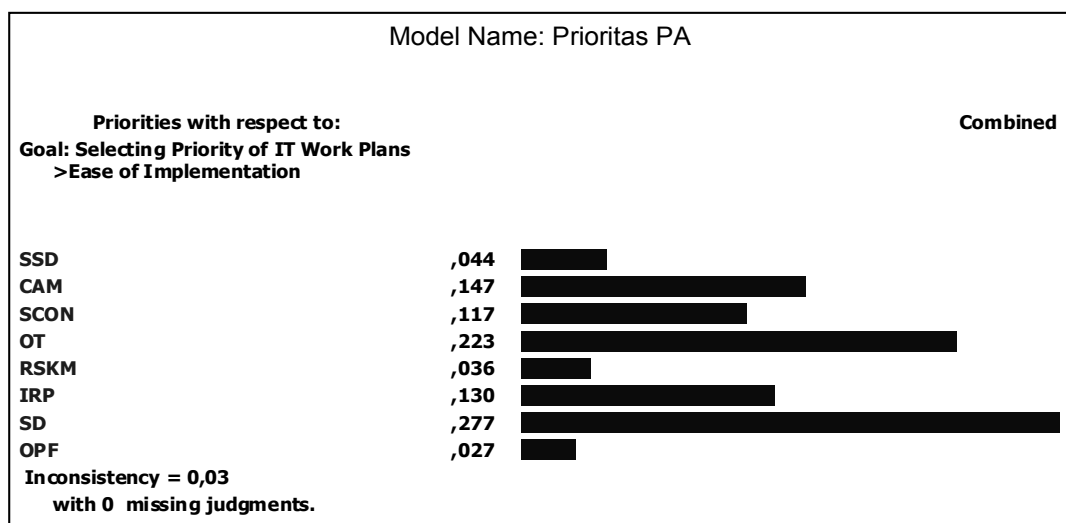 Model Name: Prioritas PA
Priorities with respect to: Combined
Goal: Selecting Priority of IT Work Plans
>Ease of Implementation
SSD ,044
CAM ,147
SCON ,117
OT ,223
RSKM ,036
IRP ,130
SD ,277
OPF ,027
Inconsistency = 0,03
with 0 missing judgments.